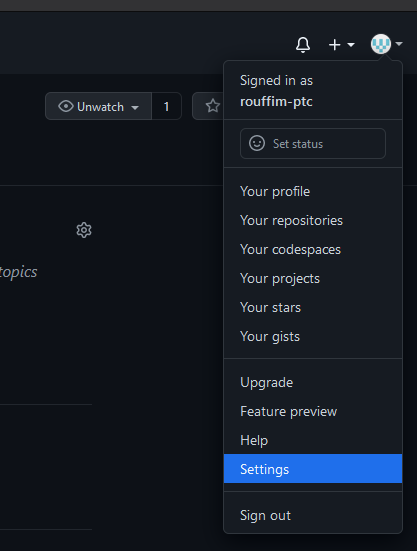 Signed in as
rouffim-ptc
Unwatch 1
Set status
Your profile
Your repositories
Your codespaces
topics
Your projects
Your stars
Your gists
Upgrade
Feature preview
Help
Settings
Sign out